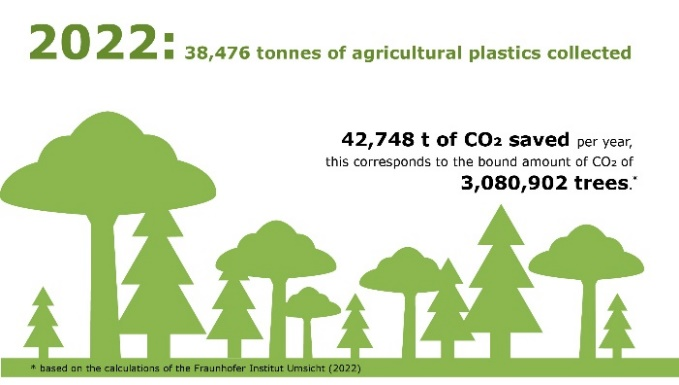 2022: 38,476 tonnes of agricultural plastics collected
42,748 t of CO₂ saved per year,
this corresponds to the bound amount of CO₂ of
3,080,902 trees.*
* based on the calculations of the Fraunhofer Institut Umsicht (2022)